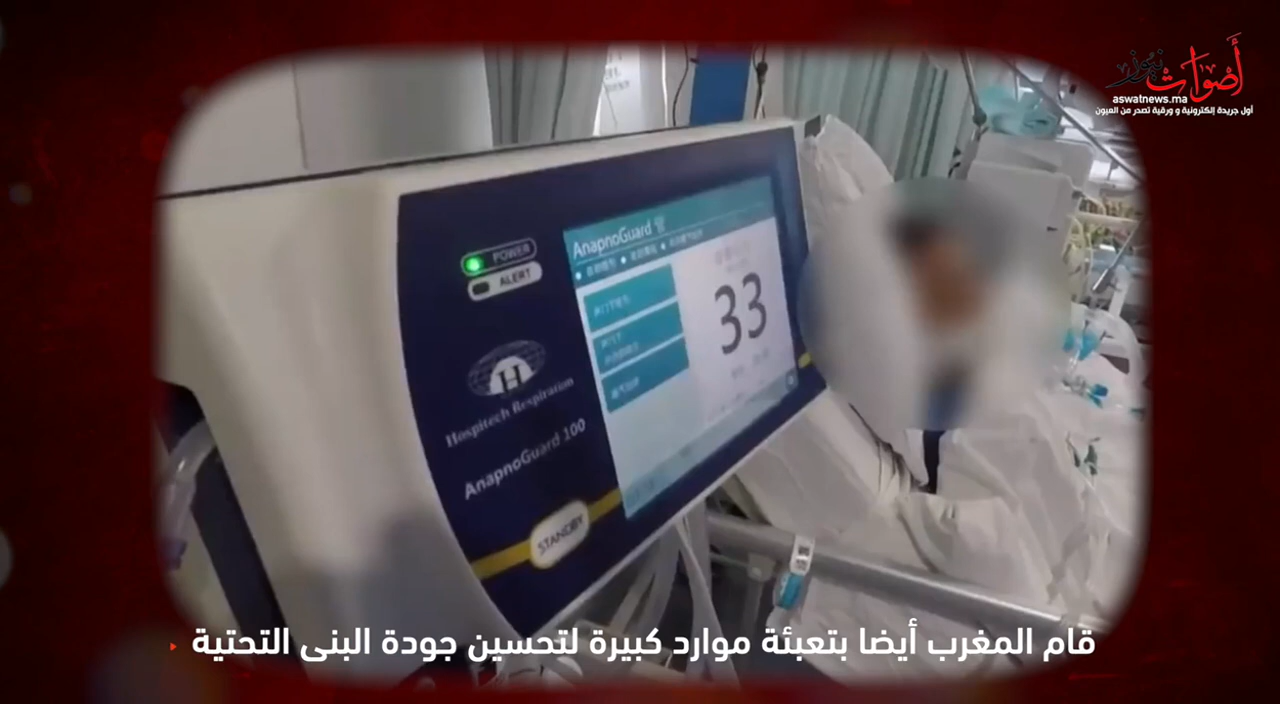 أصوات نيوز
aswatnews.ma
أول جريدة إلكترونية و ورقية تصدر من العيون
POWER
ALERT
AnapnoGuard
33
H
Hospitech Respiration
AnapnoGuard 100
STANDBY
قام المغرب أيضا بتعبئة موارد كبيرة لتحسين جودة البنى التحتية